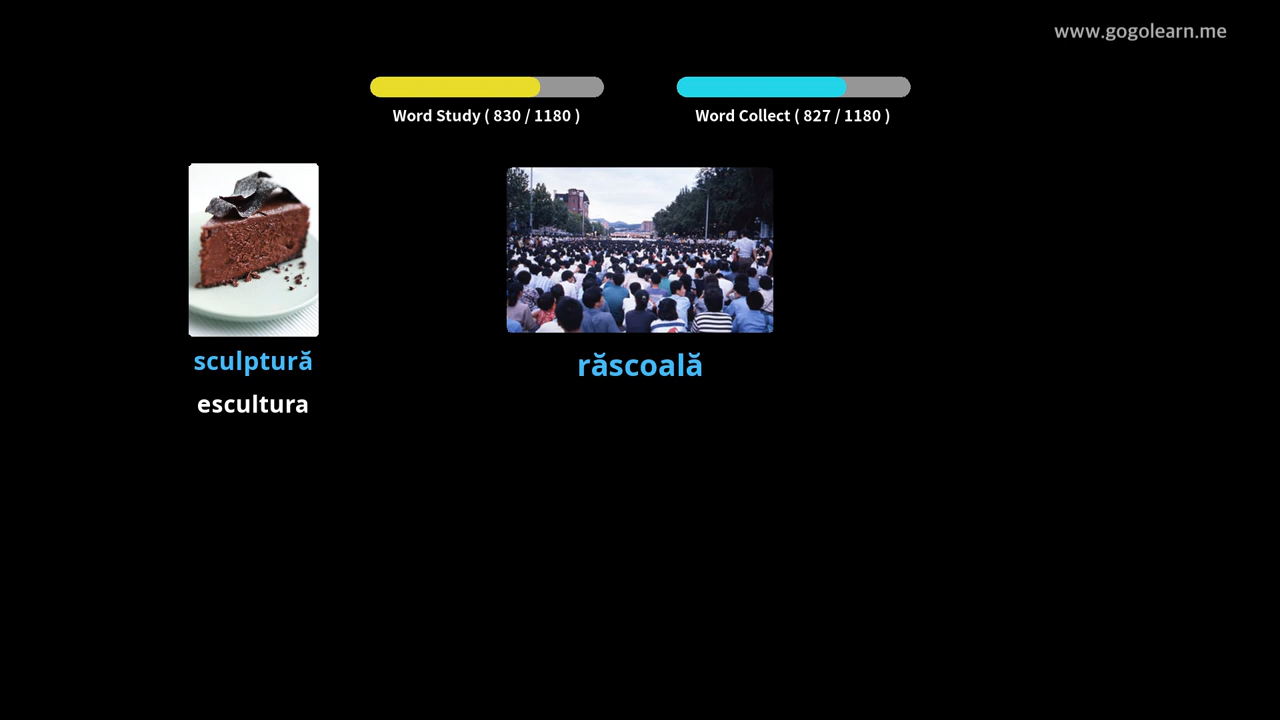 www.gogolearn.me
Word Study ( 830 / 1180 )
Word Collect ( 827 / 1180 )
sculptură
escultura
răscoală